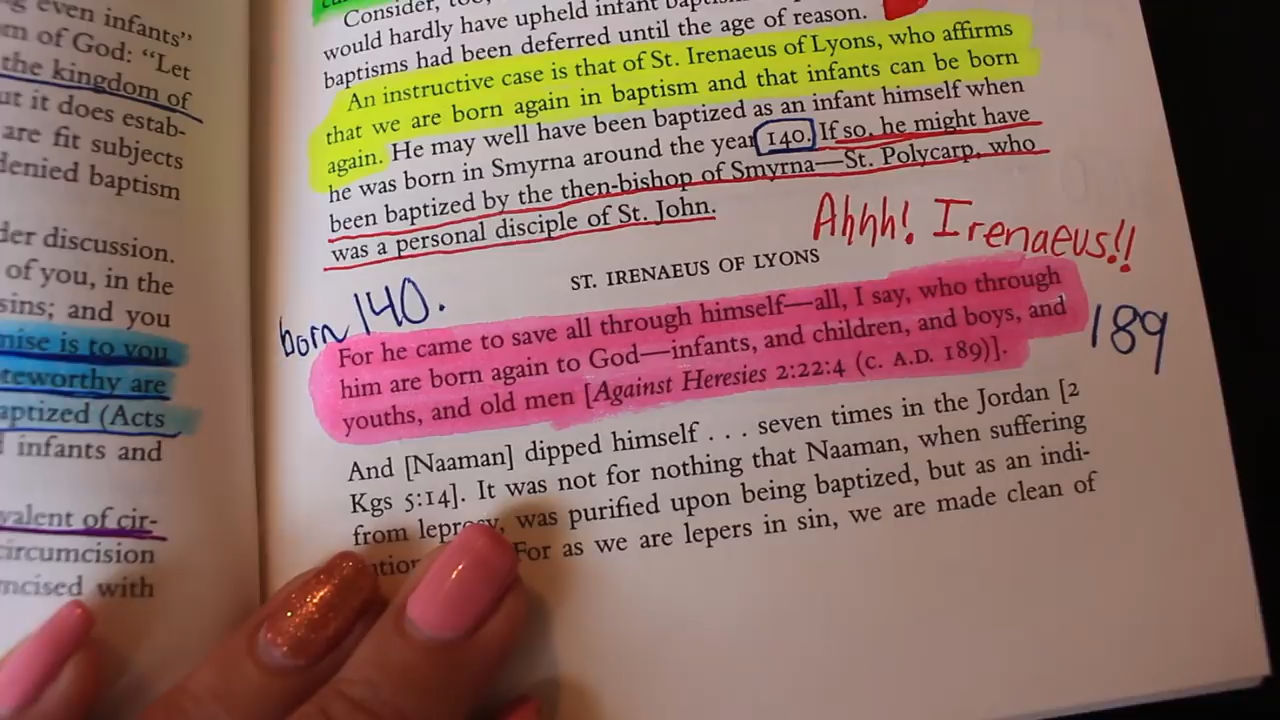 even infants”
m of God: “Let
the kingdom of
ut it does estab-
are fit subjects
denied baptism
der discussion.
of you, in the
sins; and you
mise is to you
teworthy are
aptized (Acts
infants and
valent of cir-
circumcision
mcised with
Consider, too,
would hardly have upheld infant
baptisms had been deferred until the age of reason.
An instructive case is that of St. Irenaeus of Lyons, who affirms
that we are born again in baptism and that infants can be born
again. He may well have been baptized as an infant himself when
he was born in Smyrna around the year 140. If so, he might have
been baptized by the then-bishop of Smyrna—St. Polycarp, who
was a personal disciple of St. John.
Ahhh! Irenaeus!!
ST. IRENAEUS OF LYONS
born 140.
For he came to save all through himself—all, I say, who through
him are born again to God—infants, and children, and boys, and
youths, and old men [Against Heresies 2:22:4 (C. A.D. 189)].
189
And [Naaman] dipped himself . . . seven times in the Jordan [2
Kgs 5:14]. It was not for nothing that Naaman, when suffering
from leprosy, was purified upon being baptized, but as an indi-
For as we are lepers in sin, we are made clean of